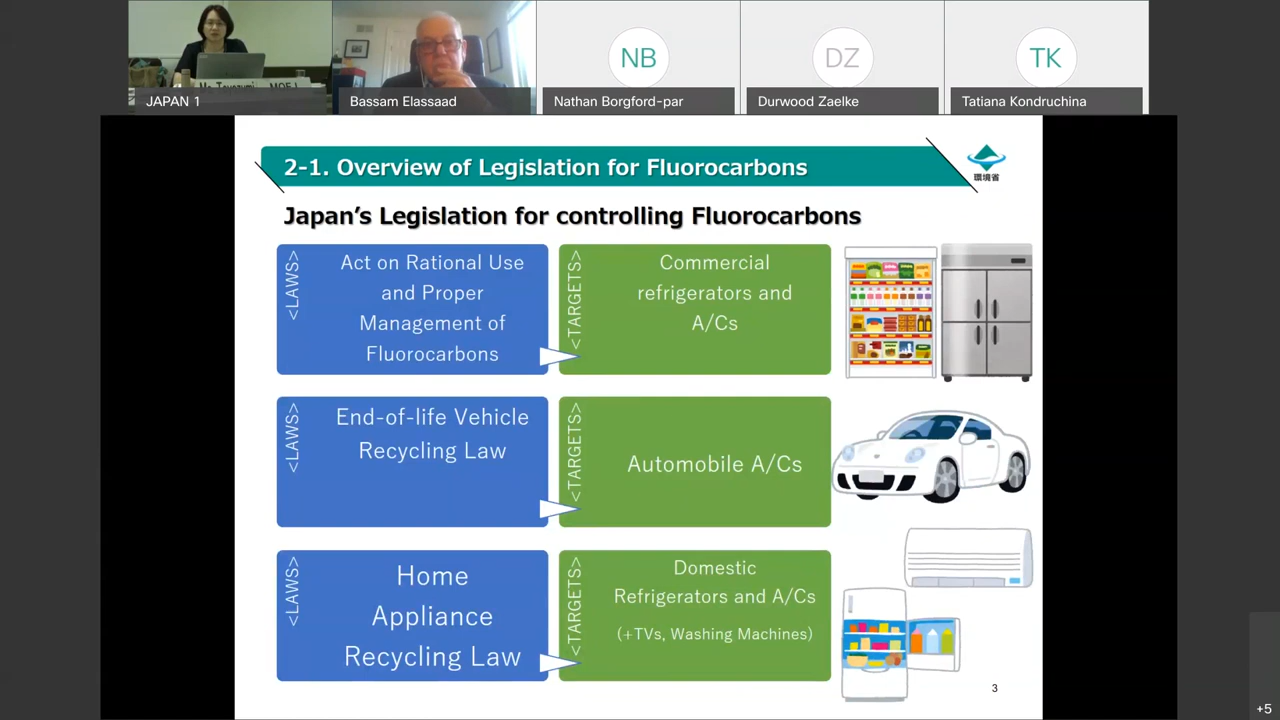 JAPAN 1
Bassam Elassaad
NB
Nathan Borgford-par
DZ
Durwood Zaelke
TK
Tatiana Kondruchina
2-1. Overview of Legislation for Fluorocarbons
環境省
Japan’s Legislation for controlling Fluorocarbons
<LAWS>
Act on Rational Use
and Proper
Management of
Fluorocarbons
<TARGETS>
Commercial
refrigerators and
A/Cs
<LAWS>
End-of-life Vehicle
Recycling Law
<TARGETS>
Automobile A/Cs
<LAWS>
Home
Appliance
Recycling Law
<TARGETS>
Domestic
Refrigerators and A/Cs
(+TVs, Washing Machines)
3
+5